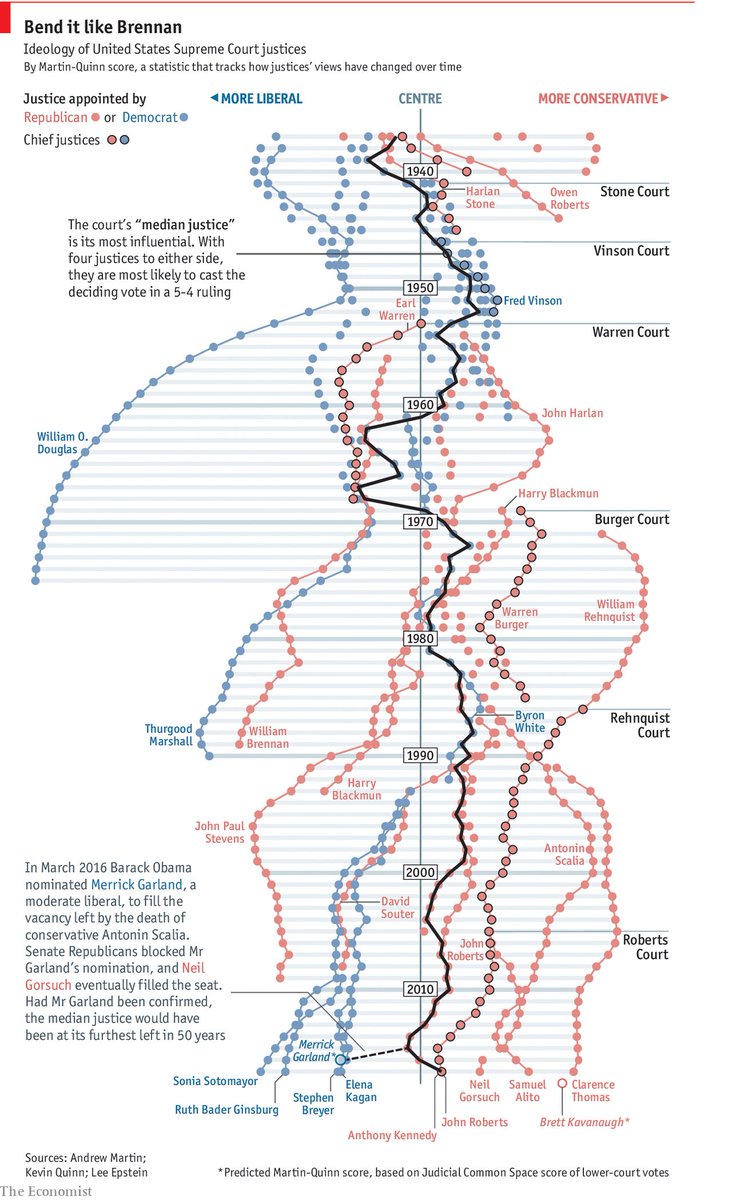 Bend it like Brennan
Ideology of United States Supreme Court justices
By Martin-Quinn score, a statistic that tracks how justices' views have changed over time
Justice appointed by
Republican or Democrat
Chief justices
MORE LIBERAL
CENTRE
MORE CONSERVATIVE
1940
Harlan
Stone
Owen
Roberts
Stone Court
The court's “median justice”
is its most influential. With
four justices to either side,
they are most likely to cast the
deciding vote in a 5-4 ruling
Vinson Court
1950
Fred Vinson
Earl
Warren
Warren Court
1960
John Harlan
William O.
Douglas
Harry Blackmun
1970
Burger Court
Warren
Burger
William
Rehnquist
1980
Thurgood
Marshall
William
Brennan
Byron
White
Rehnquist
Court
1990
Harry
Blackmun
John Paul
Stevens
Antonin
Scalia
2000
In March 2016 Barack Obama
nominated Merrick Garland, a
moderate liberal, to fill the
vacancy left by the death of
conservative Antonin Scalia.
Senate Republicans blocked Mr
Garland's nomination, and Neil
Gorsuch eventually filled the seat.
Had Mr Garland been confirmed,
the median justice would have
been at its furthest left in 50 years
David
Souter
John
Roberts
Roberts
Court
2010
Merrick
Garland*
Sonia Sotomayor
Ruth Bader Ginsburg
Stephen
Breyer
Elena
Kagan
Anthony Kennedy
John Roberts
Neil
Gorsuch
Samuel
Alito
Clarence
Thomas
Brett Kavanaugh*
Sources: Andrew Martin;
Kevin Quinn; Lee Epstein
*Predicted Martin-Quinn score, based on Judicial Common Space score of lower-court votes
The Economist